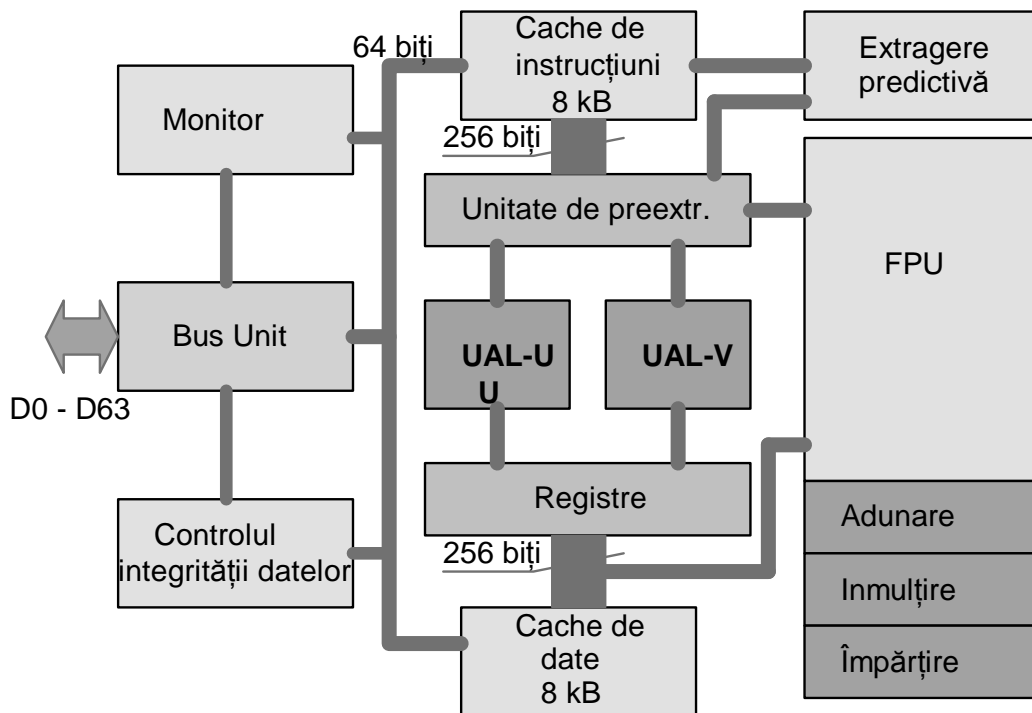 64 biți
Cache de
instrucțiuni
8 kB
Extragere
predictivă
Monitor
256 biți
Unitate de preextr.
FPU
Bus Unit
UAL-U
U
UAL-V
D0 - D63
Registre
Adunare
Controlul
integrității datelor
256 biți
Inmulțire
Cache de
date
8 kB
Împărțire